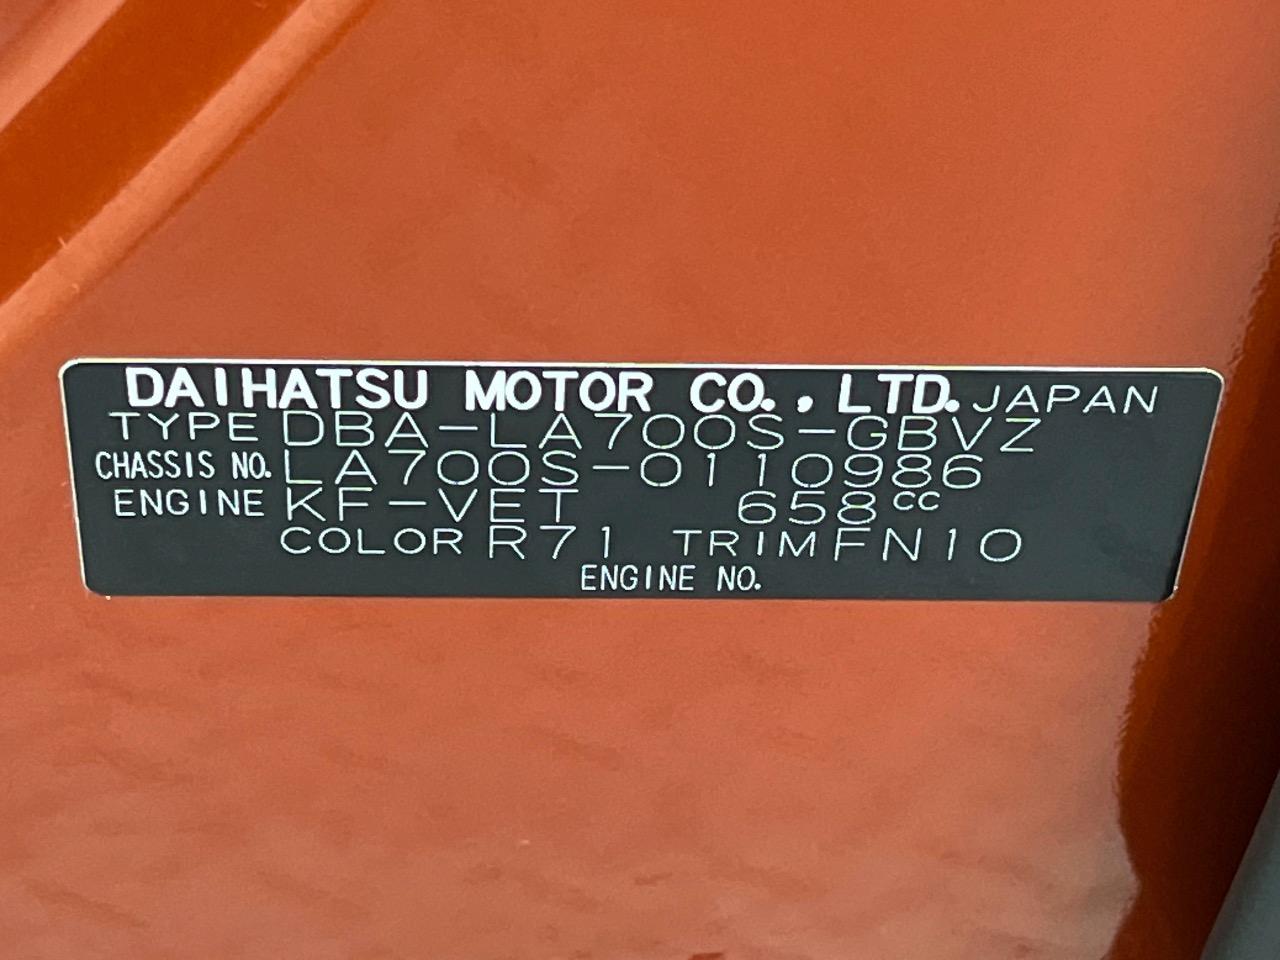 DAIHATSU MOTOR CO., LTD. JAPAN
TYPE DBA-LA700S-GBVZ
CHASSIS NO. LA700S-0110986
ENGINE KF-VET 658cc
COLOR R71 TRIM FN10
ENGINE NO.